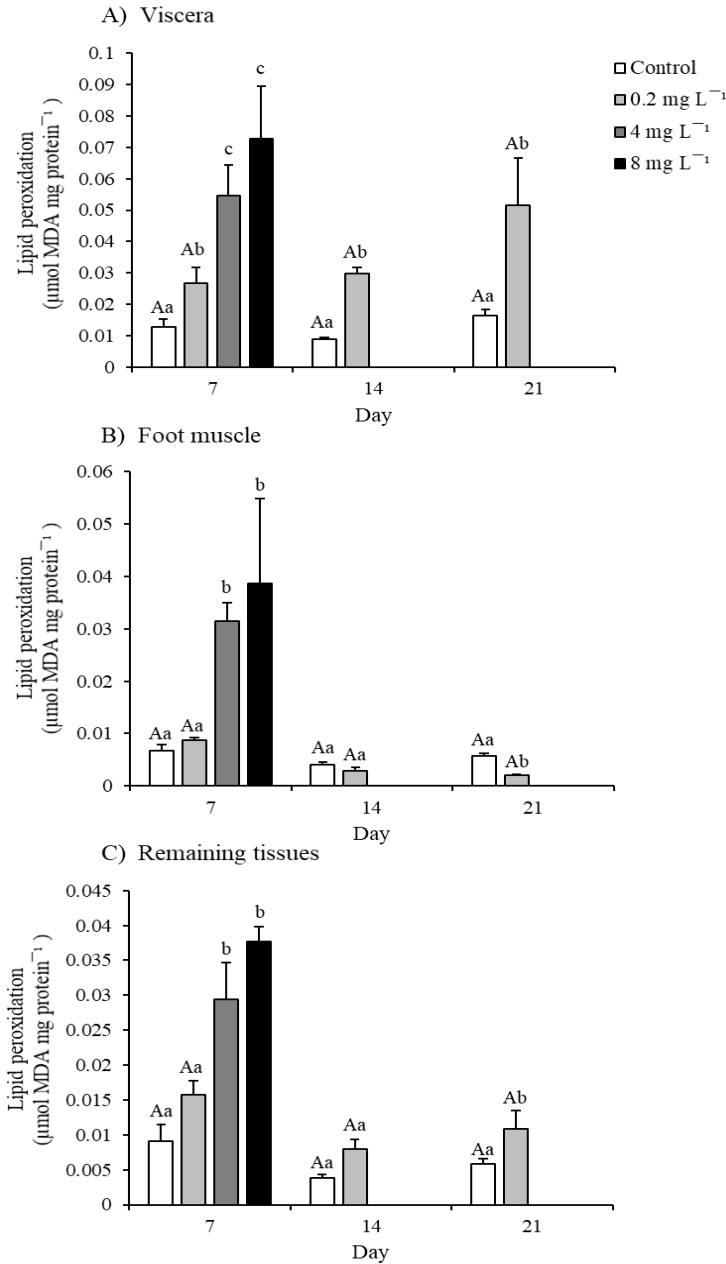 A) Viscera
Lipid peroxidation
(µmol MDA mg protein⁻¹ )
0.1
0.09
0.08
0.07
0.06
0.05
0.04
0.03
0.02
0.01
0
Aa
Ab
c
c
Aa
Ab
Aa
Ab
Control
0.2 mg L⁻¹
4 mg L⁻¹
8 mg L⁻¹
7
14
21
Day
B) Foot muscle
Lipid peroxidation
(µmol MDA mg protein⁻¹ )
0.06
0.05
0.04
0.03
0.02
0.01
0
Aa
Aa
b
b
Aa
Aa
Aa
Ab
7
14
21
Day
C) Remaining tissues
Lipid peroxidation
(µmol MDA mg protein⁻¹ )
0.045
0.04
0.035
0.03
0.025
0.02
0.015
0.01
0.005
0
Aa
Aa
b
b
Aa
Aa
Aa
Ab
7
14
21
Day